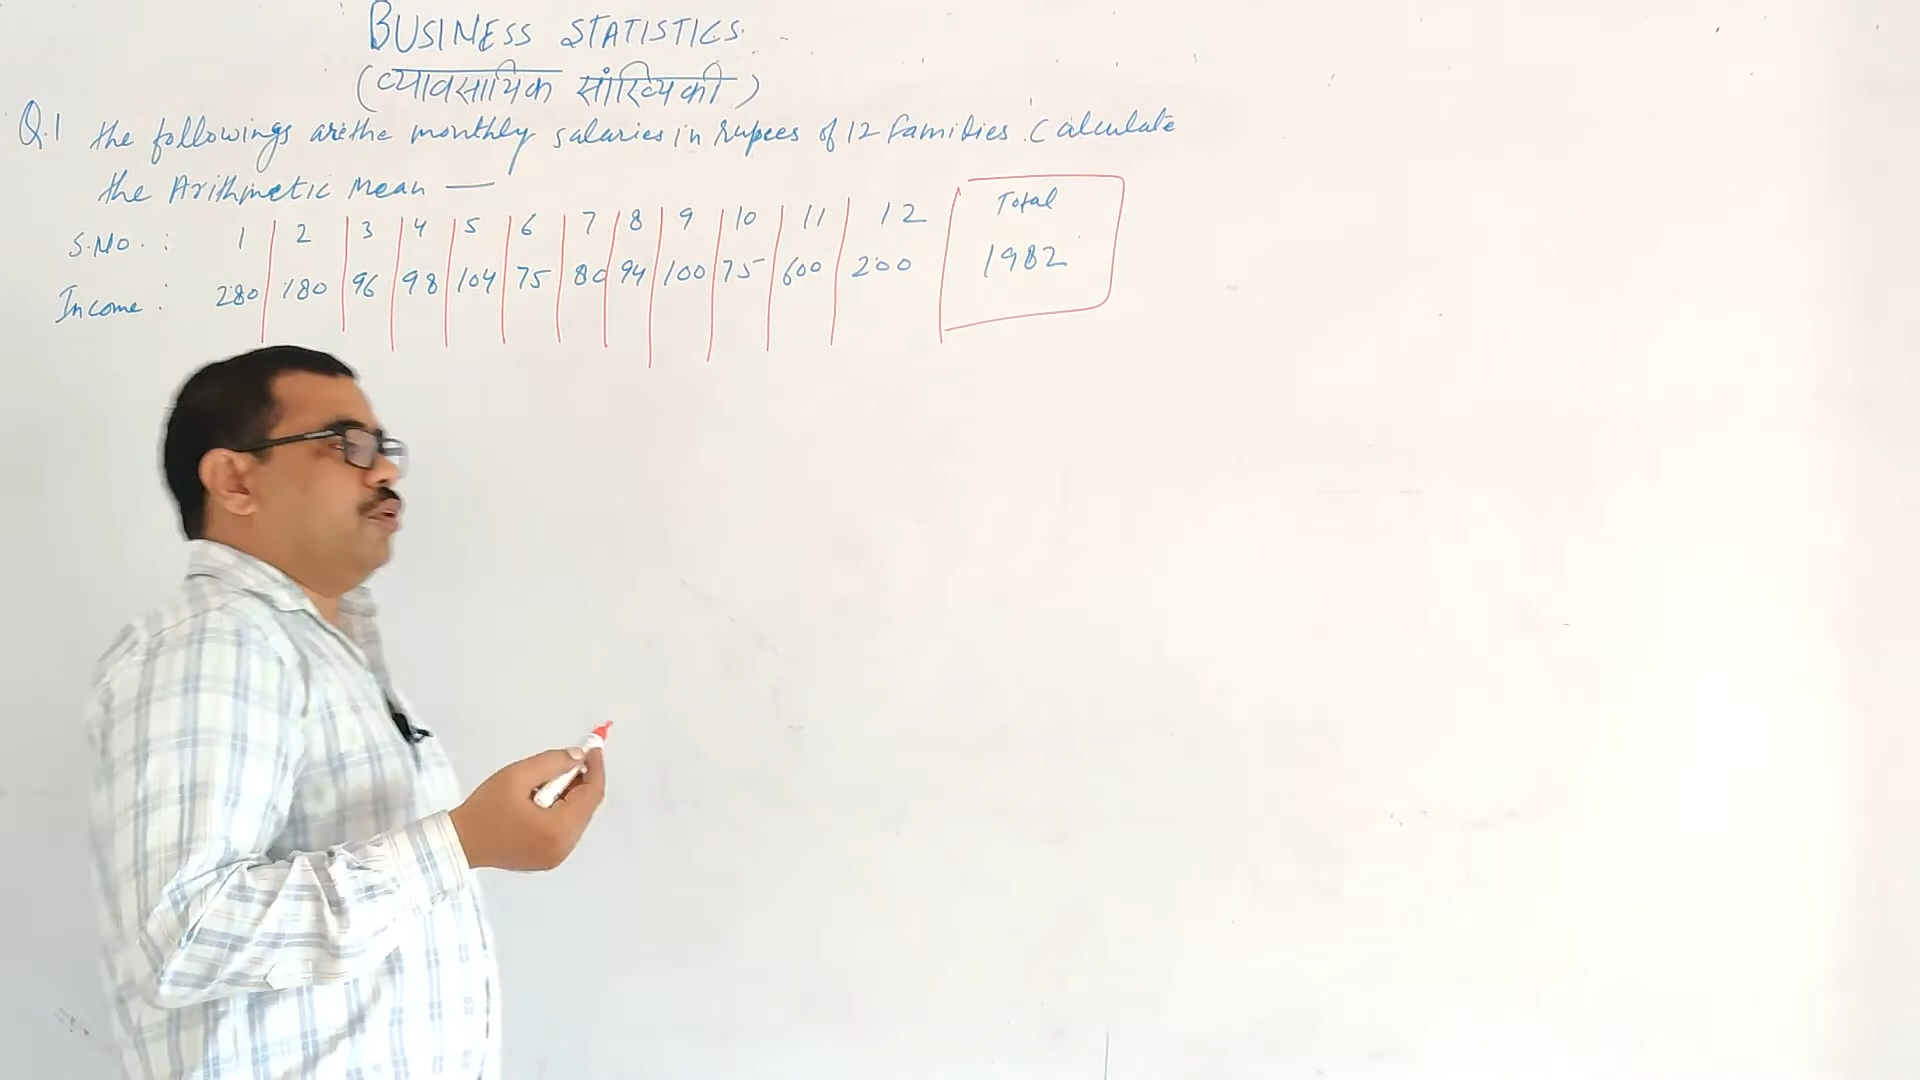 BUSINESS STATISTICS.
(व्यावसायिक सांख्यिकी)
Q.1 the followings are the monthly salaries in rupees of 12 families. Calculate
the Arithmetic Mean —
S.No. : 1 2 3 4 5 6 7 8 9 10 11 12 Total
Income : 280 180 96 98 104 75 80 94 100 75 600 200 1982